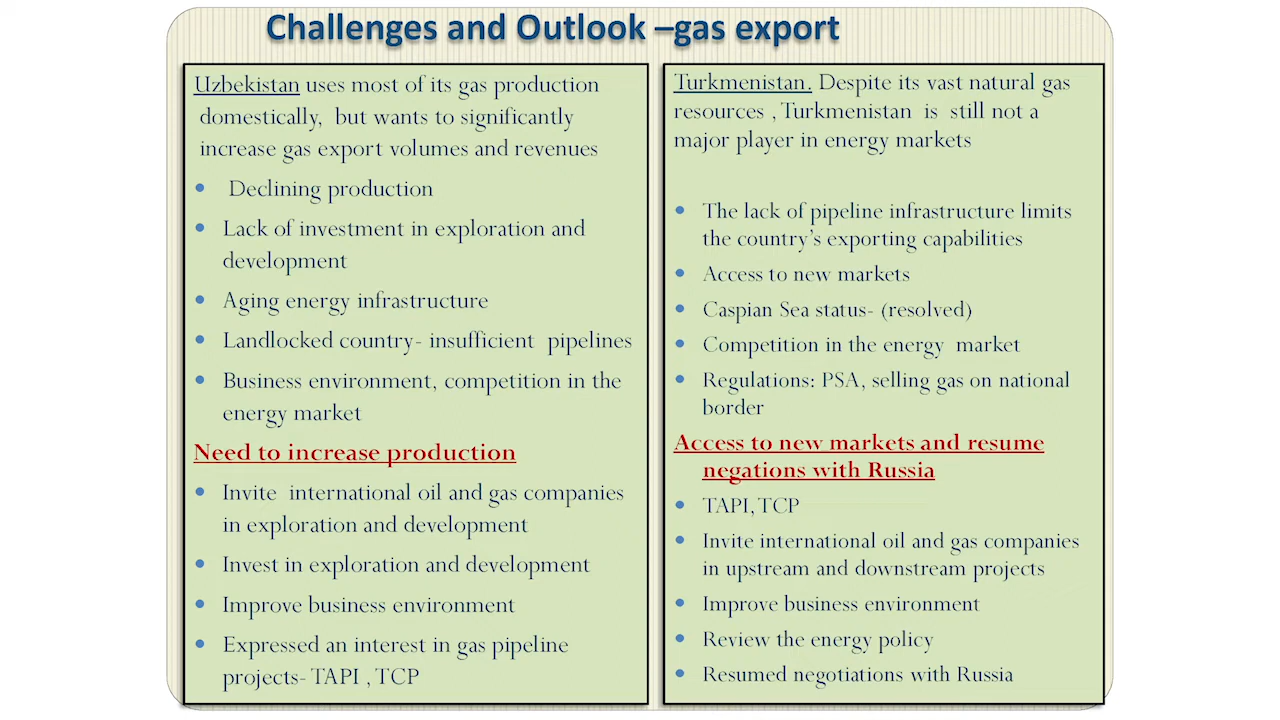 Challenges and Outlook –gas export
Uzbekistan uses most of its gas production
domestically, but wants to significantly
increase gas export volumes and revenues
• Declining production
• Lack of investment in exploration and
development
• Aging energy infrastructure
• Landlocked country- insufficient pipelines
• Business environment, competition in the
energy market
Need to increase production
• Invite international oil and gas companies
in exploration and development
• Invest in exploration and development
• Improve business environment
• Expressed an interest in gas pipeline
projects- TAPI , TCP
Turkmenistan. Despite its vast natural gas
resources , Turkmenistan is still not a
major player in energy markets
• The lack of pipeline infrastructure limits
the country’s exporting capabilities
• Access to new markets
• Caspian Sea status- (resolved)
• Competition in the energy market
• Regulations: PSA, selling gas on national
border
Access to new markets and resume
negations with Russia
• TAPI, TCP
• Invite international oil and gas companies
in upstream and downstream projects
• Improve business environment
• Review the energy policy
• Resumed negotiations with Russia